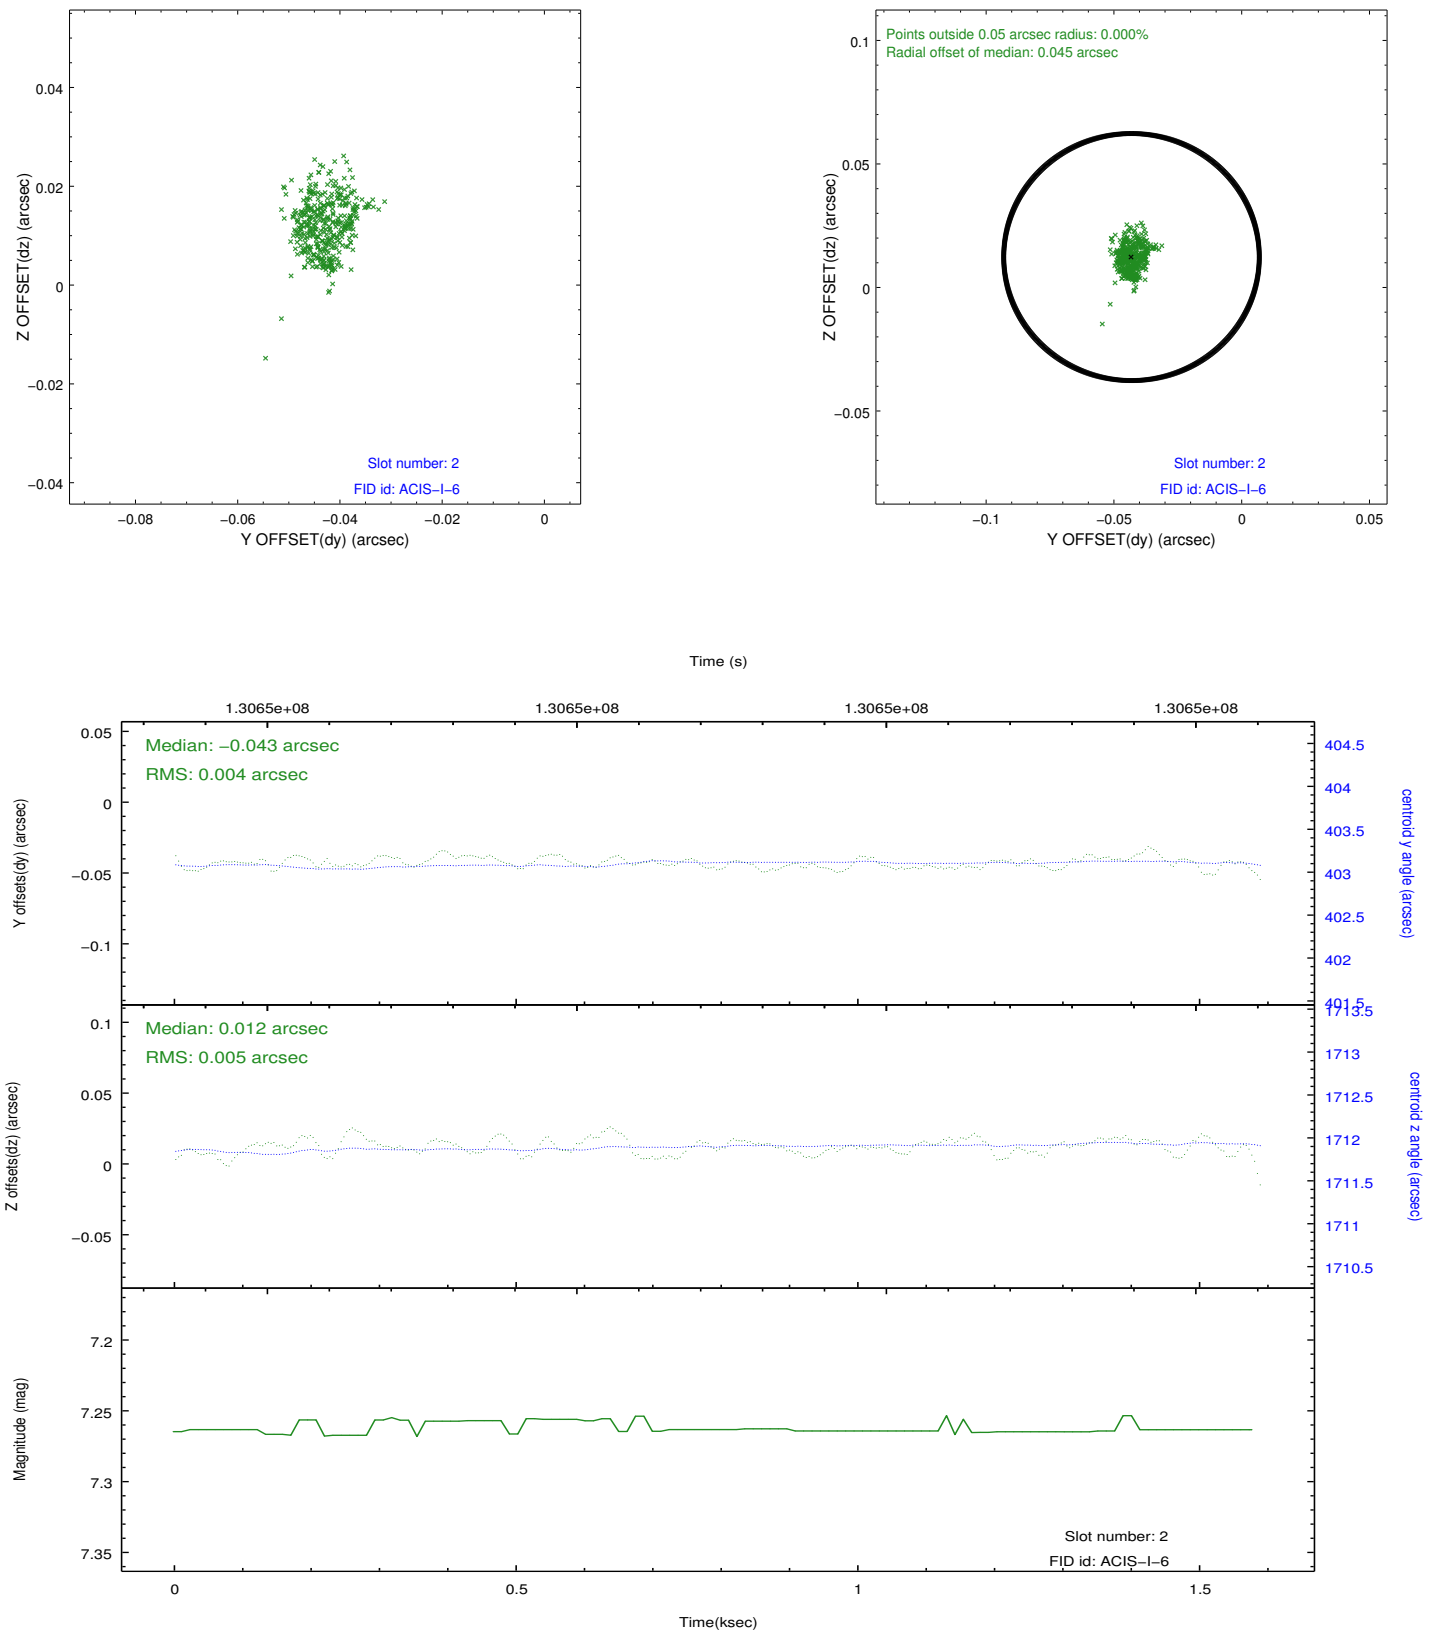 0.04
0.02
0
−0.02
−0.04
Z OFFSET(dz) (arcsec)
Slot number: 2
FID id: ACIS−I−6
−0.08
−0.06
−0.04
−0.02
0
Y OFFSET(dy) (arcsec)
Points outside 0.05 arcsec radius: 0.000%
Radial offset of median: 0.045 arcsec
0.1
0.05
0
−0.05
Z OFFSET(dz) (arcsec)
Slot number: 2
FID id: ACIS−I−6
−0.1
−0.05
0
0.05
Y OFFSET(dy) (arcsec)
Time (s)
1.3065e+08
1.3065e+08
1.3065e+08
1.3065e+08
Median: −0.043 arcsec
RMS: 0.004 arcsec
0.05
0
−0.05
−0.1
Y offsets(dy) (arcsec)
404.5
404
403.5
403
402.5
402
401.5
centroid y angle (arcsec)
Median: 0.012 arcsec
RMS: 0.005 arcsec
0.1
0.05
0
−0.05
Z offsets(dz) (arcsec)
1713.5
1713
1712.5
1712
1711.5
1711
1710.5
centroid z angle (arcsec)
7.2
7.25
7.3
7.35
Magnitude (mag)
Slot number: 2
FID id: ACIS−I−6
0
0.5
1
1.5
Time(ksec)